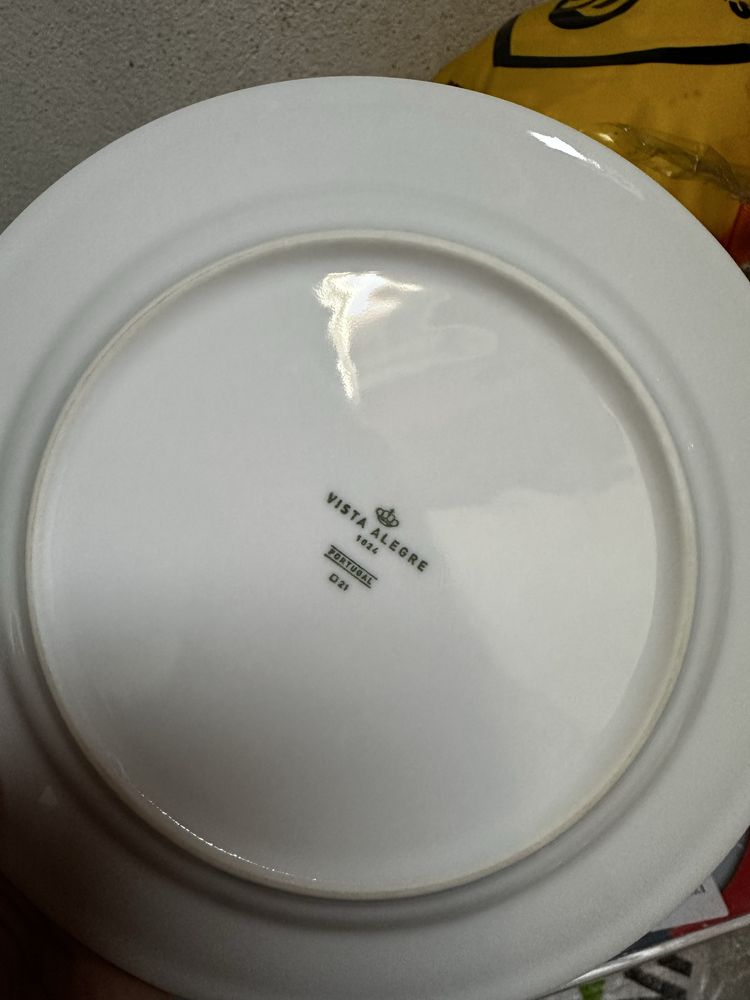 VISTA ALEGRE
1824
PORTUGAL
D21